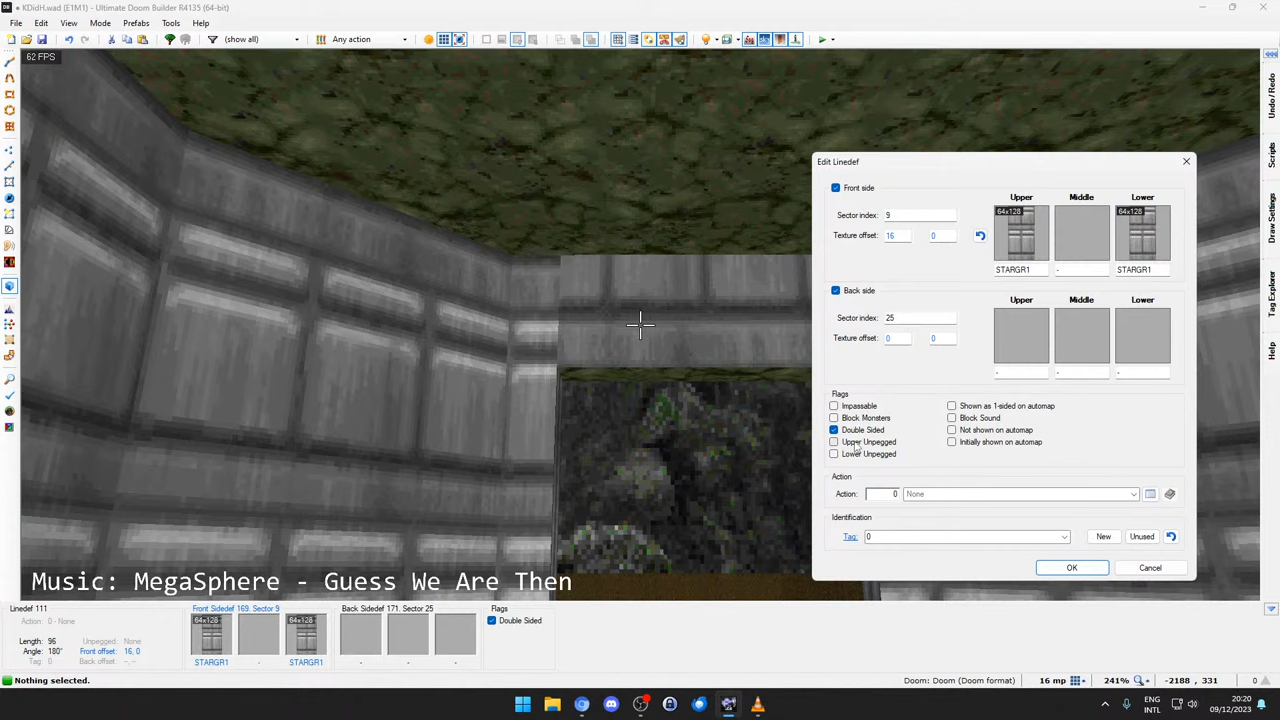 • KDidH.wad (E1M1) - Ultimate Doom Builder R4135 (64-bit)
File Edit View Mode Prefabs Tools Help
(show all) Any action
62 FPS
Undo / Redo
Scripts
Draw Settings
Tag Explorer
Help
Edit Linedef
Front side
Upper Middle Lower
Sector index: 9
64x128 64x128
Texture offset: 16 0
STARGR1 - STARGR1
Back side
Upper Middle Lower
Sector index: 25
Texture offset: 0 0
- - -
Flags
Impassable Shown as 1-sided on automap
Block Monsters Block Sound
Double Sided Not shown on automap
Upper Unpegged Initially shown on automap
Lower Unpegged
Action
Action: 0 None
Identification
Tag: 0 New Unused
OK Cancel
Music: MegaSphere - Guess We Are Then
Linedef 111 Front Sidedef 169. Sector 9 Back Sidedef 171. Sector 25 Flags
Action: 0 - None 64x128 64x128 Double Sided
Length: 96 Unpegged: None
Angle: 180° Front offset: 16, 0
Tag: 0 Back offset: --, --
STARGR1 - STARGR1 - - -
Nothing selected. Doom: Doom (Doom format) 16 mp 241% -2188 , 331 0
ENG
INTL
20:20
09/12/2023